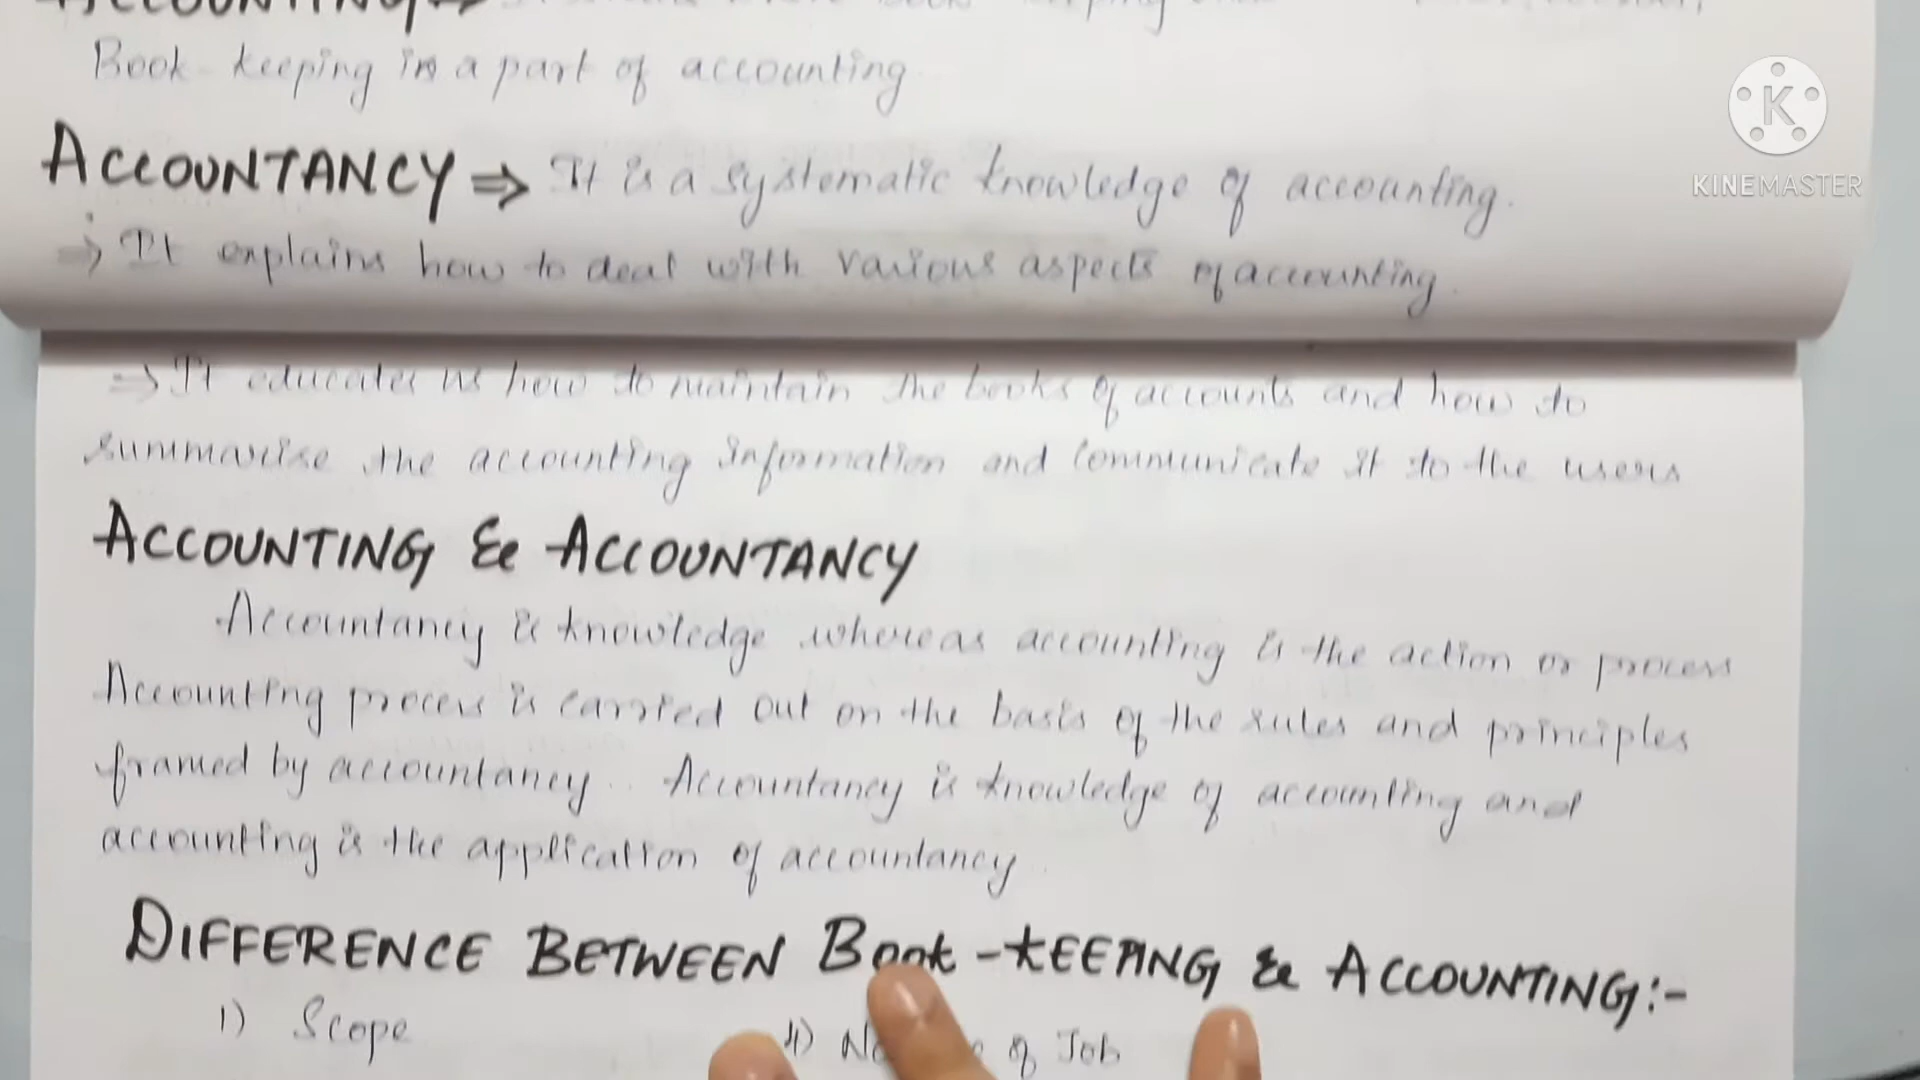 ACCOUNTING ⇒
Book-keeping is a part of accounting
K
KINEMASTER
ACCOUNTANCY ⇒ It is a systematic knowledge of accounting.
⇒ It explains how to deal with various aspects of accounting.
⇒ It educates us how to maintain the books of accounts and how to
summarise the accounting information and communicate it to the users
ACCOUNTING & ACCOUNTANCY
Accountancy is knowledge whereas accounting is the action or process
Accounting process is carried out on the basis of the rules and principles
framed by accountancy. Accountancy is knowledge of accounting and
accounting is the application of accountancy
DIFFERENCE BETWEEN BOOK-KEEPING & ACCOUNTING:-
1) Scope
4) of Job